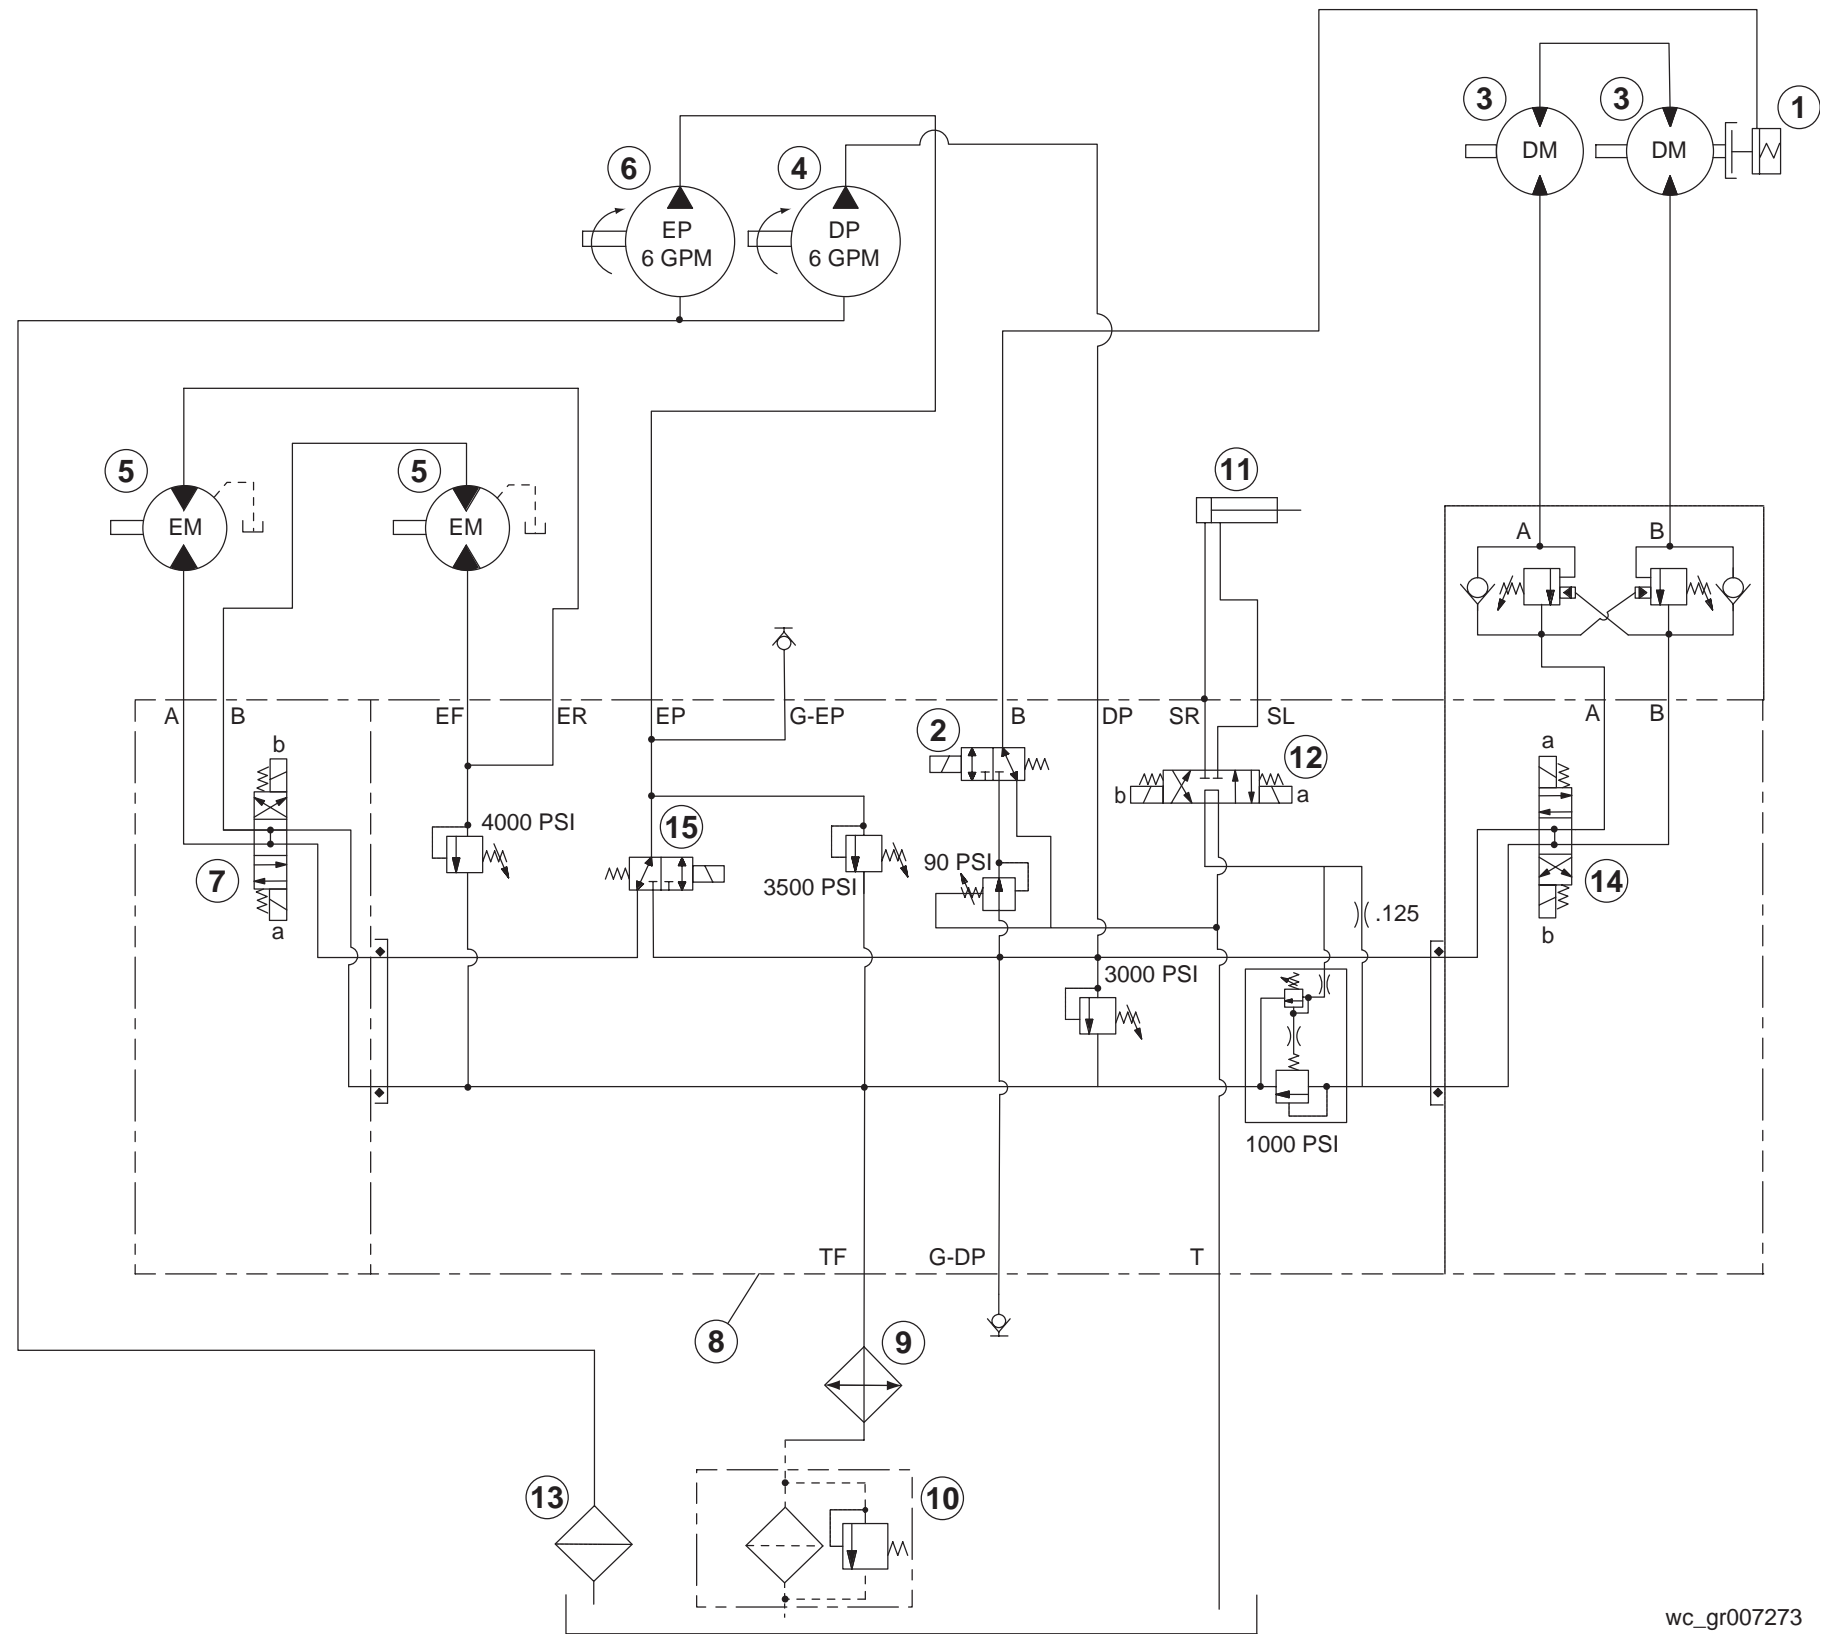 1
3
3
DM
DM
6
4
EP
6 GPM
DP
6 GPM
5
5
11
EM
EM
A
B
A
B
EF
ER
EP
G-EP
B
DP
SR
SL
A
B
2
b
a
12
b
a
4000 PSI
15
7
3500 PSI
90 PSI
14
.125
a
b
3000 PSI
1000 PSI
TF
G-DP
T
8
9
13
10
wc_gr007273